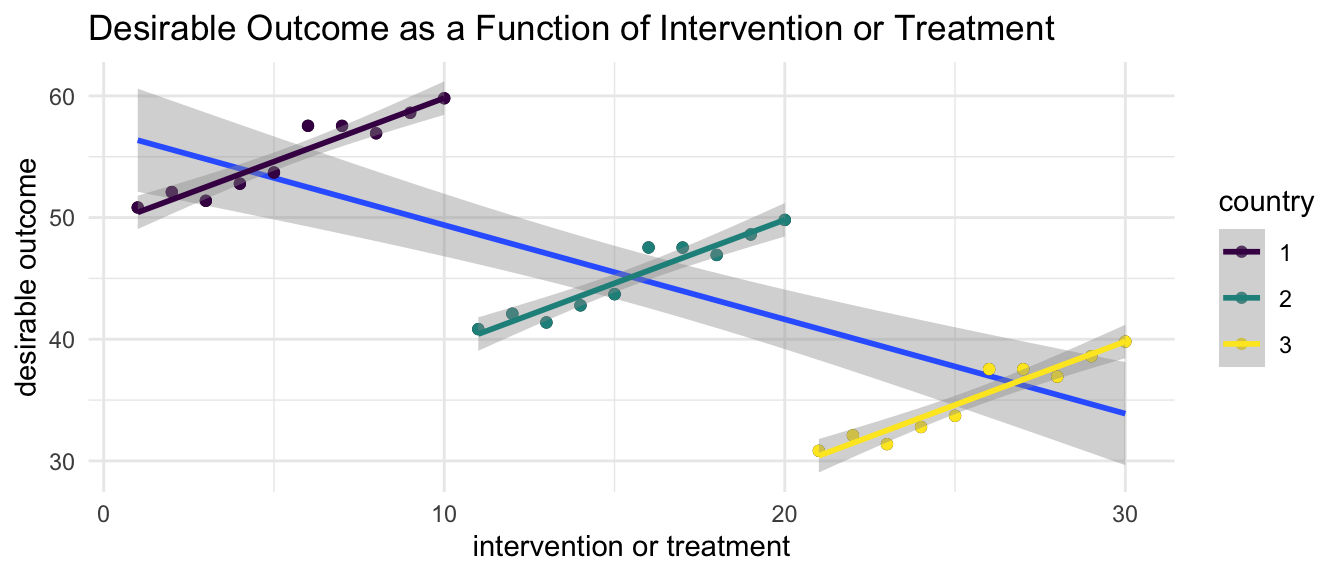 Desirable Outcome as a Function of Intervention or Treatment
60
50
40
30
desirable outcome
0 10 20 30
intervention or treatment
country
1
2
3